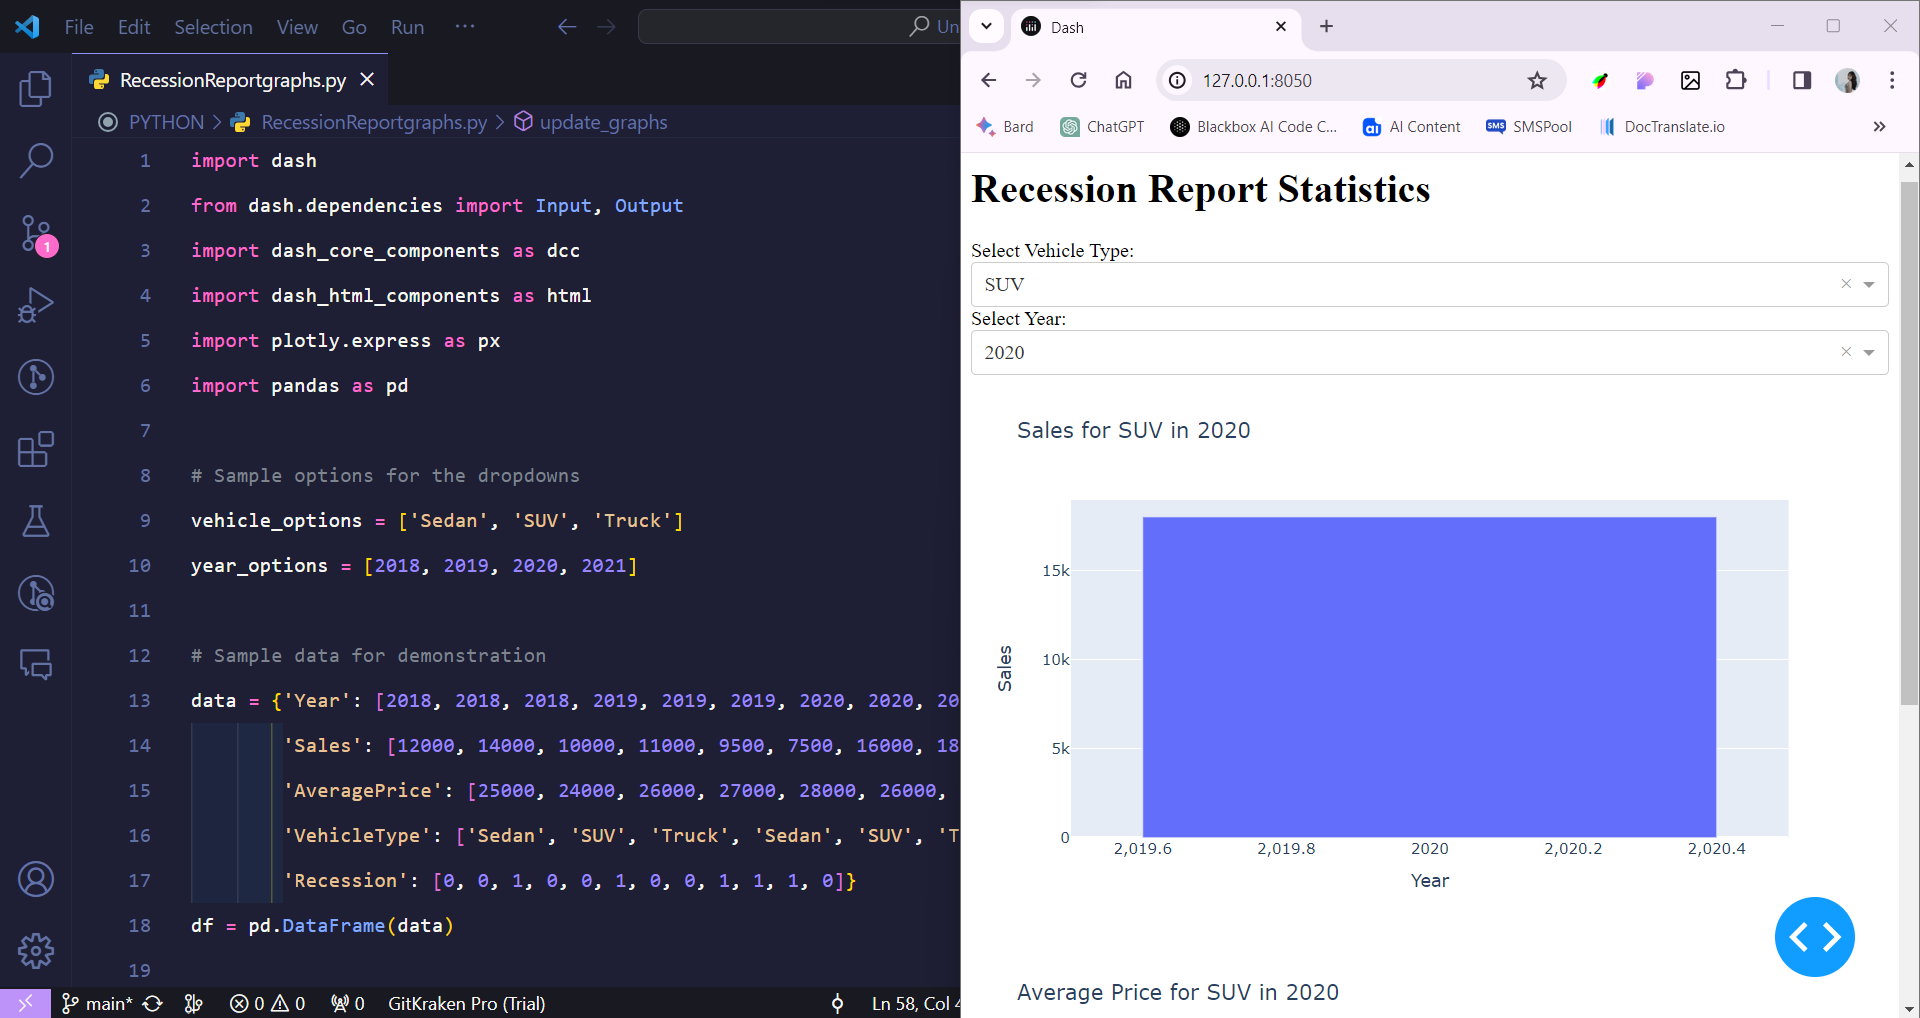 File Edit Selection View Go Run ··· Un
RecessionReportgraphs.py
PYTHON > RecessionReportgraphs.py > update_graphs
1 import dash
2 from dash.dependencies import Input, Output
3 import dash_core_components as dcc
4 import dash_html_components as html
5 import plotly.express as px
6 import pandas as pd
7
8 # Sample options for the dropdowns
9 vehicle_options = ['Sedan', 'SUV', 'Truck']
10 year_options = [2018, 2019, 2020, 2021]
11
12 # Sample data for demonstration
13 data = {'Year': [2018, 2018, 2018, 2019, 2019, 2019, 2020, 2020, 20
14 'Sales': [12000, 14000, 10000, 11000, 9500, 7500, 16000, 18
15 'AveragePrice': [25000, 24000, 26000, 27000, 28000, 26000,
16 'VehicleType': ['Sedan', 'SUV', 'Truck', 'Sedan', 'SUV', 'T
17 'Recession': [0, 0, 1, 0, 0, 1, 0, 0, 1, 1, 1, 0]}
18 df = pd.DataFrame(data)
19
1
main* 0 0 0 GitKraken Pro (Trial) Ln 58, Col 4
Dash
127.0.0.1:8050
Bard ChatGPT Blackbox AI Code C... AI Content SMS SMSPool DocTranslate.io »
Recession Report Statistics
Select Vehicle Type:
SUV
Select Year:
2020
Sales for SUV in 2020
15k
10k
5k
0
Sales
2,019.6 2,019.8 2020 2,020.2 2,020.4
Year
Average Price for SUV in 2020